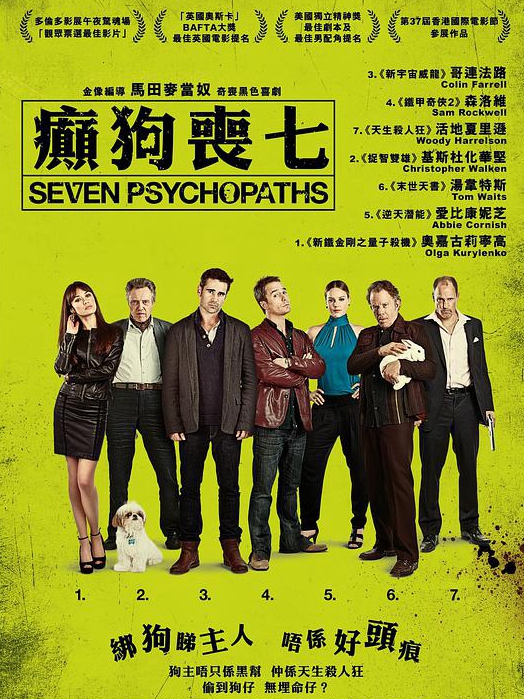 多倫多影展午夜驚魂場
「觀眾票選最佳影片」
「英國奧斯卡」
BAFTA大獎
最佳英國電影提名
美國獨立精神獎
「最佳劇本及
最佳男配角提名」
第37屆香港國際電影節
參展作品
金像編導 馬田麥當奴 奇喪黑色喜劇
癲狗喪七
SEVEN PSYCHOPATHS
3.《新宇宙威龍》哥連法路
Colin Farrell
4.《鐵甲奇俠2》森洛維
Sam Rockwell
7.《天生殺人狂》活地夏里遜
Woody Harrelson
2.《捉智雙雄》基斯杜化華堅
Christopher Walken
6.《末世天書》湯韋特斯
Tom Waits
5.《逆天潛能》愛比康妮芝
Abbie Cornish
1.《新鐵金剛之量子殺機》奧嘉古莉寧高
Olga Kurylenko
1. 2. 3. 4. 5. 6. 7.
綁狗睇主人 唔係好頭痕
狗主唔只係黑幫 仲係天生殺人狂
偷到狗仔 無埋命仔？